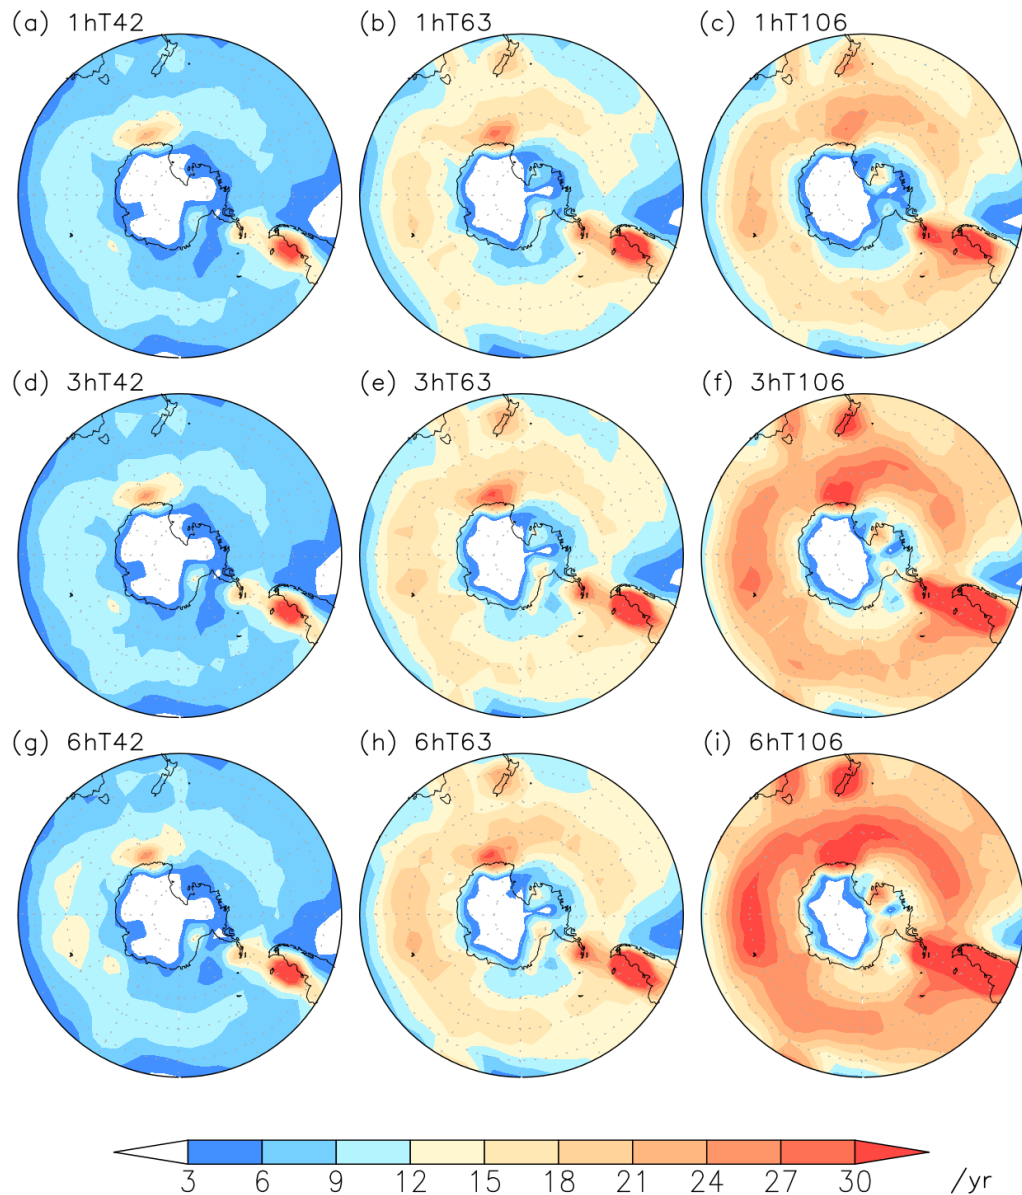 (a) 1hT42 (b) 1hT63 (c) 1hT106
(d) 3hT42 (e) 3hT63 (f) 3hT106
(g) 6hT42 (h) 6hT63 (i) 6hT106
3 6 9 12 15 18 21 24 27 30 /yr